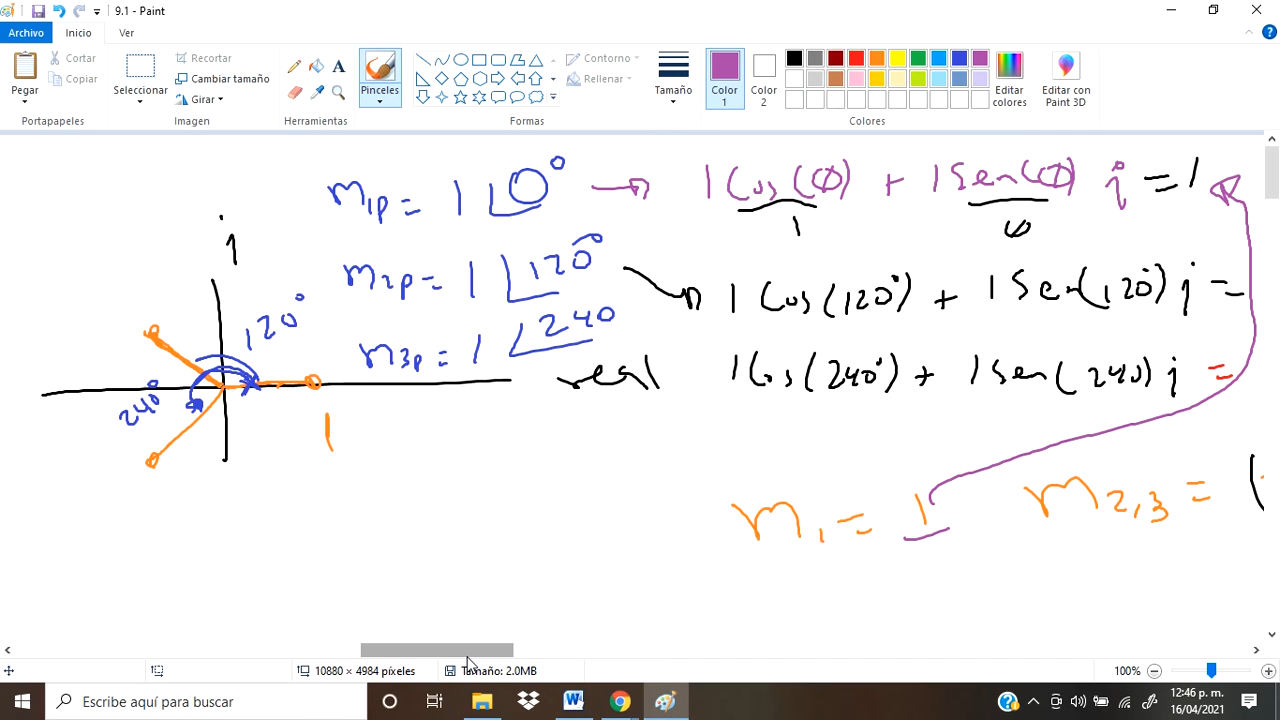 9.1 - Paint
Archivo Inicio Ver
Pegar
Cortar
Copiar
Portapapeles
Seleccionar
Recortar
Cambiar tamaño
Girar
Imagen
A
Herramientas
Pinceles
Contorno
Rellenar
Formas
Tamaño
Color 1
Color 2
Editar colores
Editar con Paint 3D
Colores
m1p = 1 ∠0° → 1 Cos(∅) + 1 Sen(∅) i = 1
1 ∅
m2p = 1 ∠120° → 1 Cos(120°) + 1 Sen(120°) i =
m3p = 1 ∠240 1 Cos(240°) + 1 Sen(240) i =
i
120°
real
240°
1
m1 = 1 m2,3 = (
10880 × 4984 píxeles
Tamaño: 2.0MB
100%
Escribe aquí para buscar
12:46 p. m.
16/04/2021